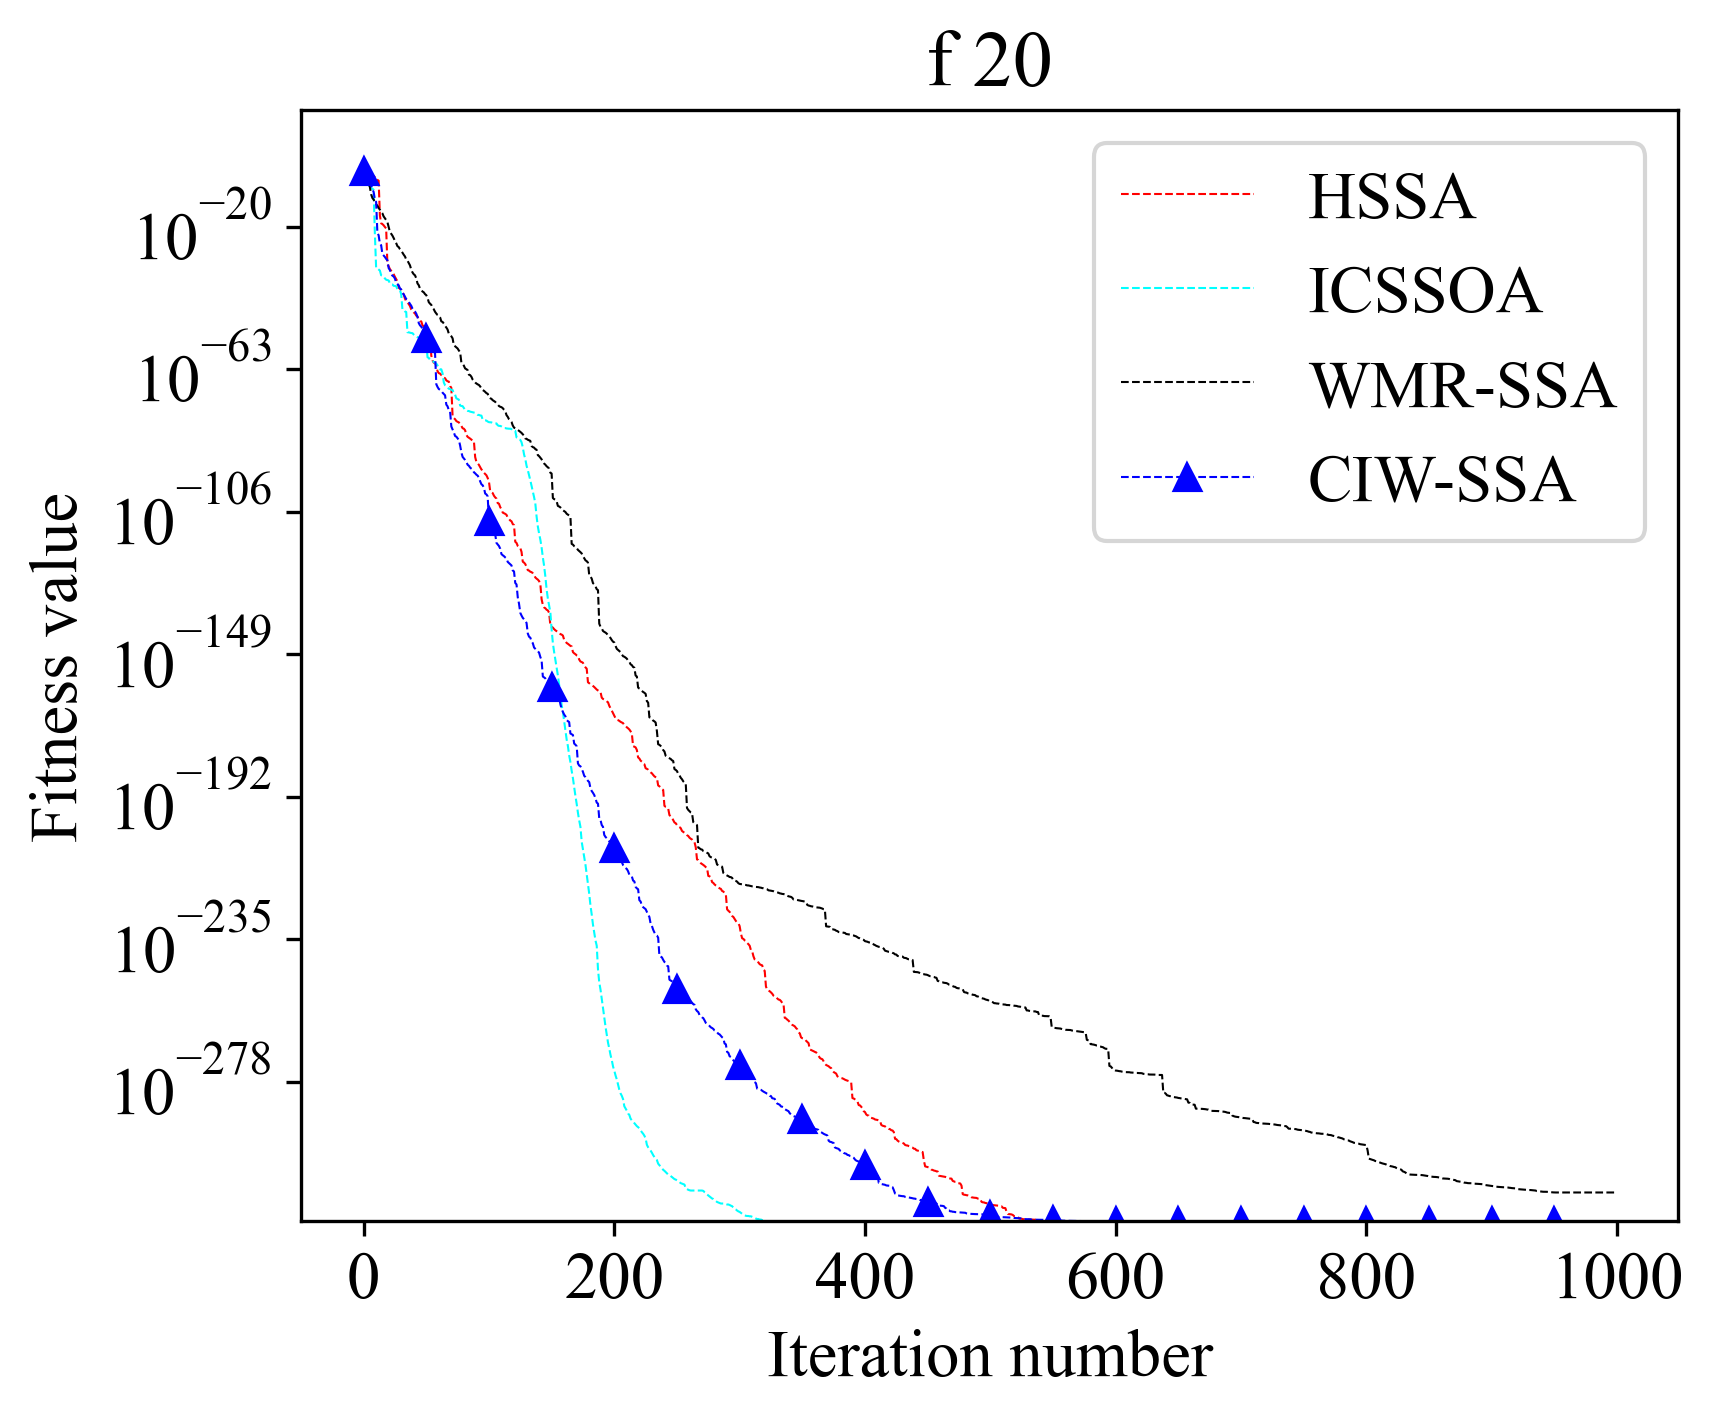 f 20
HSSA
ICSSOA
WMR-SSA
CIW-SSA
Fitness value
10−20
10−63
10−106
10−149
10−192
10−235
10−278
0 200 400 600 800 1000
Iteration number